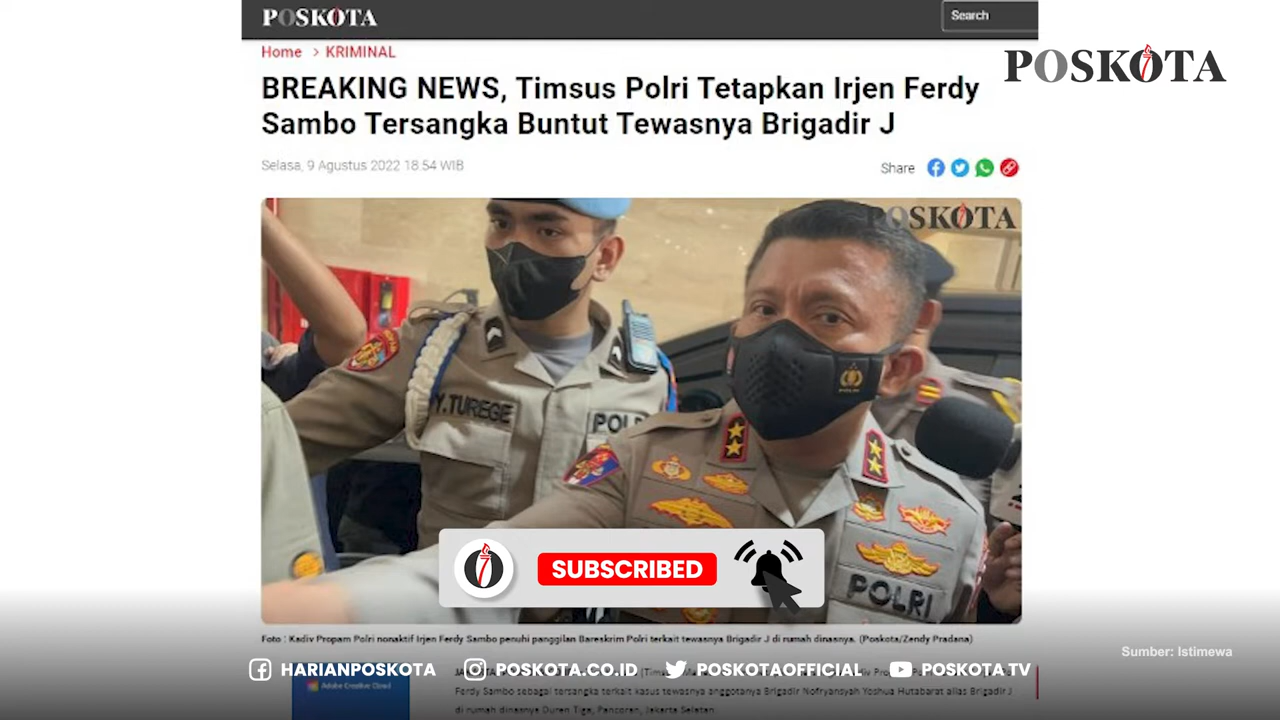 POSKOTA
Search
POSKOTA
Home > KRIMINAL
BREAKING NEWS, Timsus Polri Tetapkan Irjen Ferdy
Sambo Tersangka Buntut Tewasnya Brigadir J
Selasa, 9 Agustus 2022 18:54 WIB
Share
POSKOTA
Y.TUREGE
POLRI
POLRI
SUBSCRIBED
Foto : Kadiv Propam Polri nonaktif Irjen Ferdy Sambo penuhi panggilan Bareskrim Polri terkait tewasnya Brigadir J di rumah dinasnya. (Poskota/Zendy Pradana)
Sumber: Istimewa
HARIANPOSKOTA POSKOTA.CO.ID POSKOTAOFFICIAL POSKOTA TV
Adobe Creative Cloud
Ferdy Sambo sebagai tersangka terkait kasus tewasnya anggotanya Brigadir Nofryansyah Yoshua Hutabarat alias Brigadir J
di rumah dinasnya Duren Tiga, Pancoran, Jakarta Selatan.